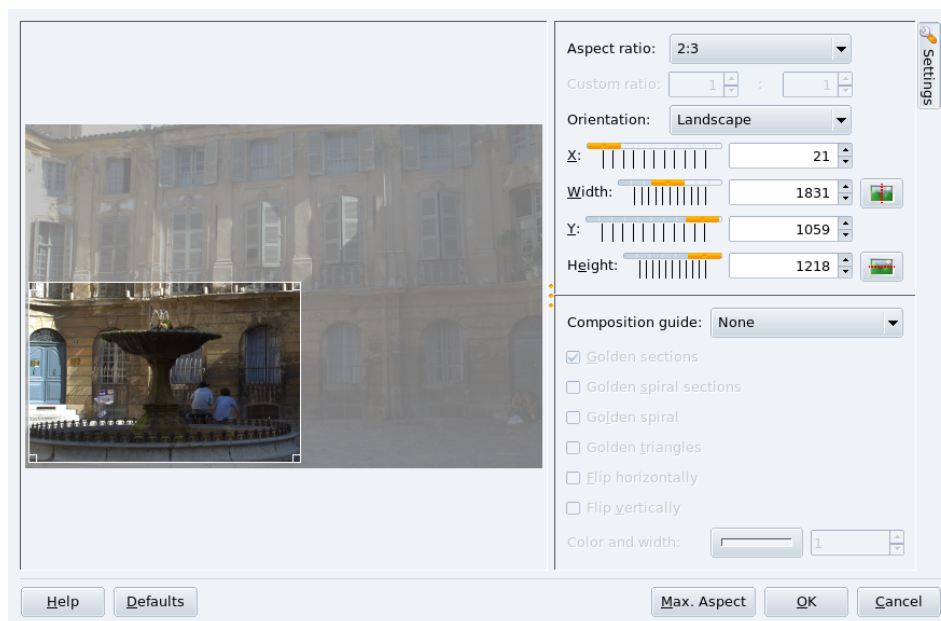 Aspect ratio: 2:3
Custom ratio: 1 : 1
Orientation: Landscape
X: 21
Width: 1831
Y: 1059
Height: 1218
Composition guide: None
Golden sections
Golden spiral sections
Golden spiral
Golden triangles
Flip horizontally
Flip vertically
Color and width: 1
Settings
Help Defaults Max. Aspect OK Cancel